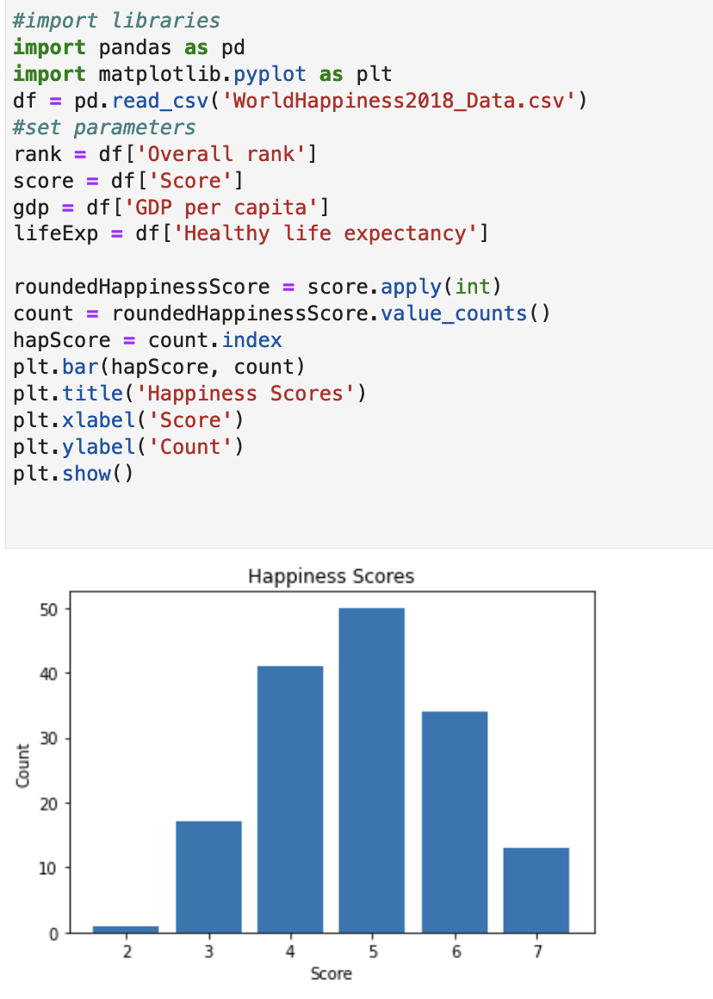 #import libraries
import pandas as pd
import matplotlib.pyplot as plt
df = pd.read_csv('WorldHappiness2018_Data.csv')
#set parameters
rank = df['Overall rank']
score = df['Score']
gdp = df['GDP per capita']
lifeExp = df['Healthy life expectancy']
roundedHappinessScore = score.apply(int)
count = roundedHappinessScore.value_counts()
hapScore = count.index
plt.bar(hapScore, count)
plt.title('Happiness Scores')
plt.xlabel('Score')
plt.ylabel('Count')
plt.show()
Happiness Scores
50
40
30
20
10
0
Count
2 3 4 5 6 7
Score